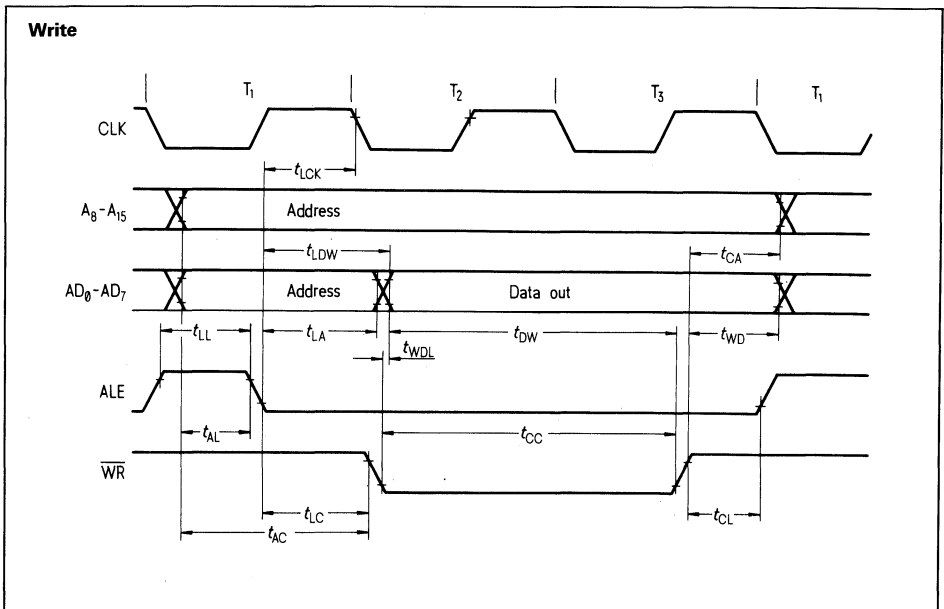 Write
T1 T2 T3 T1
CLK
tLCK
A8-A15 Address
tLDW tCA
AD0-AD7 Address Data out
tLL tLA tDW tWD
tWDL
ALE
tAL tCC
WR
tLC tCL
tAC